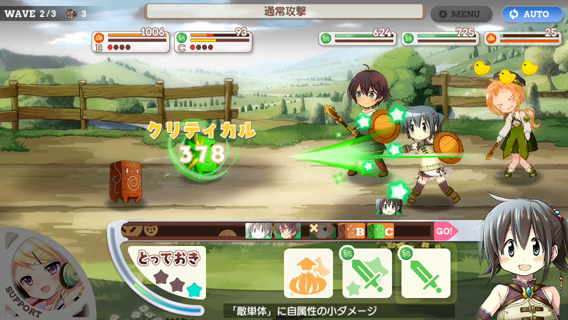 WAVE 2/3 3
通常攻撃
MENU
AUTO
1006
B
93
C
624
725
25
クリティカル
378
B
C
GO!
とっておき
SUPPORT
「敵単体」に自属性の小ダメージ